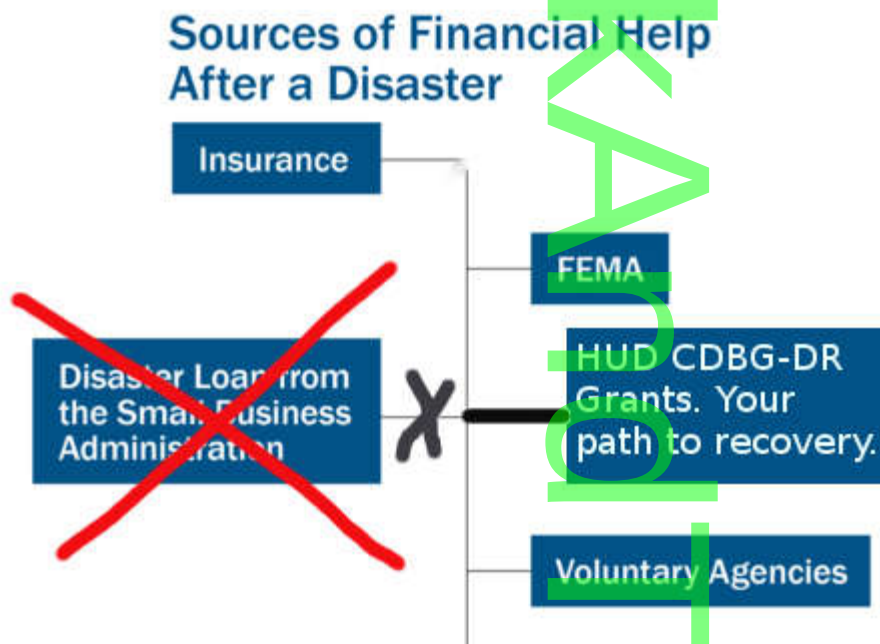 Sources of Financial Help
After a Disaster
Insurance
FEMA
Disaster Loan from
the Small Business
Administration
X
HUD CDBG-DR
Grants. Your
path to recovery.
Voluntary Agencies
kAndT